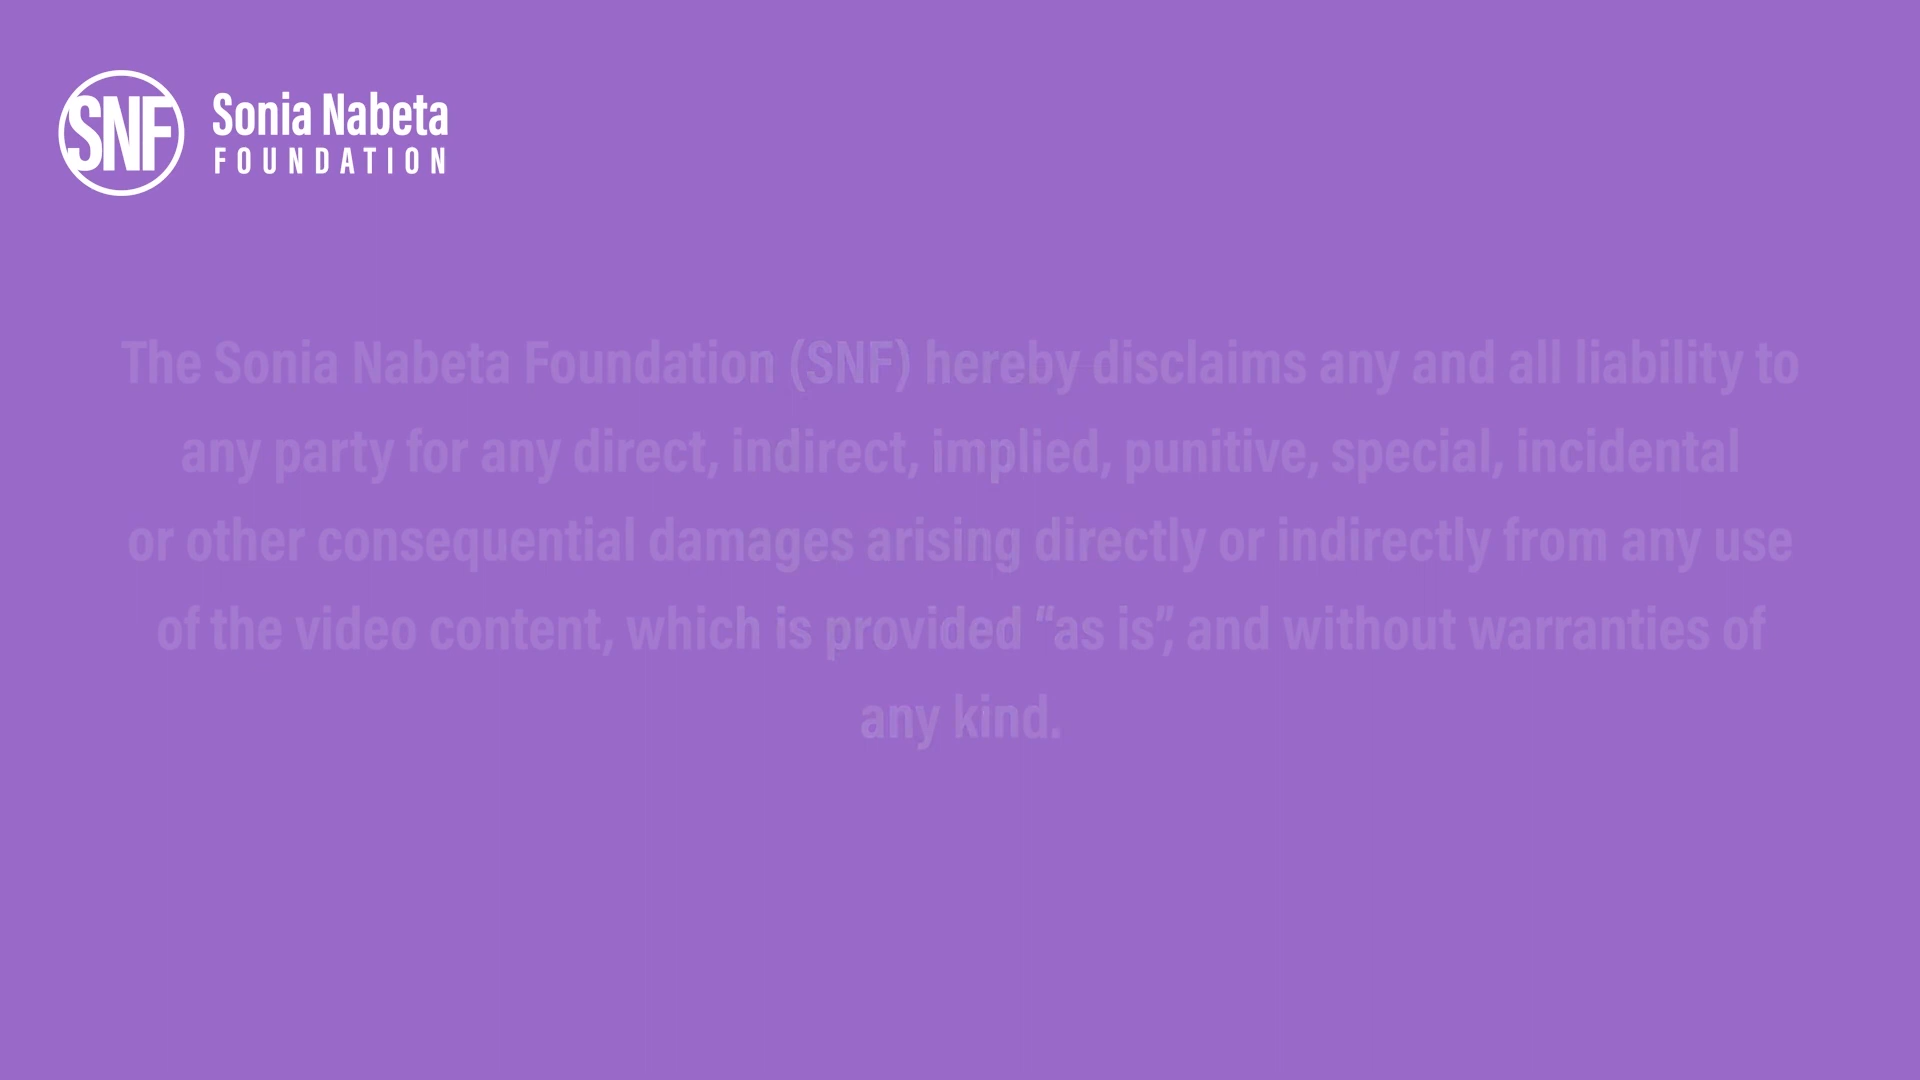 SNF
Sonia Nabeta
FOUNDATION
The Sonia Nabeta Foundation (SNF) hereby disclaims any and all liability to
any party for any direct, indirect, implied, punitive, special, incidental
or other consequential damages arising directly or indirectly from any use
of the video content, which is provided “as is”, and without warranties of
any kind.